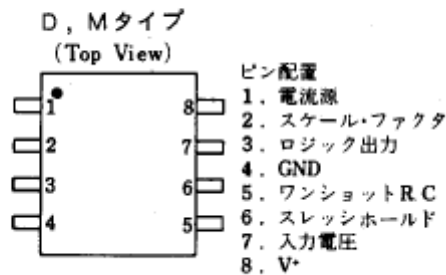 D, Mタイプ
(Top View)
1
2
3
4
8
7
6
5
ピン配置
1. 電流源
2. スケール・ファクタ
3. ロジック出力
4. GND
5. ワンショットRC
6. スレッシホールド
7. 入力電圧
8. V⁺